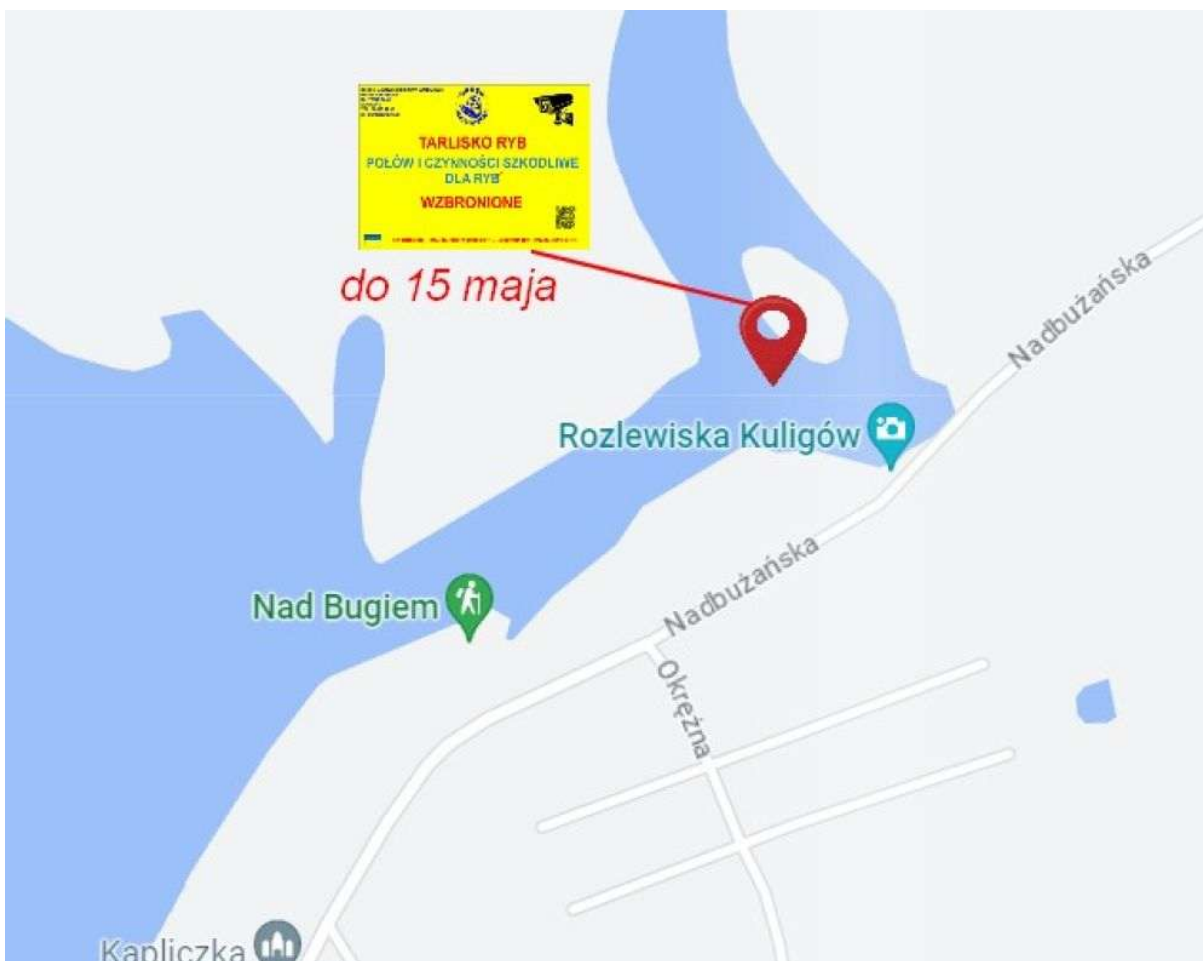 TARLISKO RYB
POŁÓW I CZYNNOŚCI SZKODLIWE
DLA RYB
WZBRONIONE
do 15 maja
Nadbużańska
Rozlewiska Kuligów
Nadbużańska
Nad Bugiem
Okrężna
Kapliczka